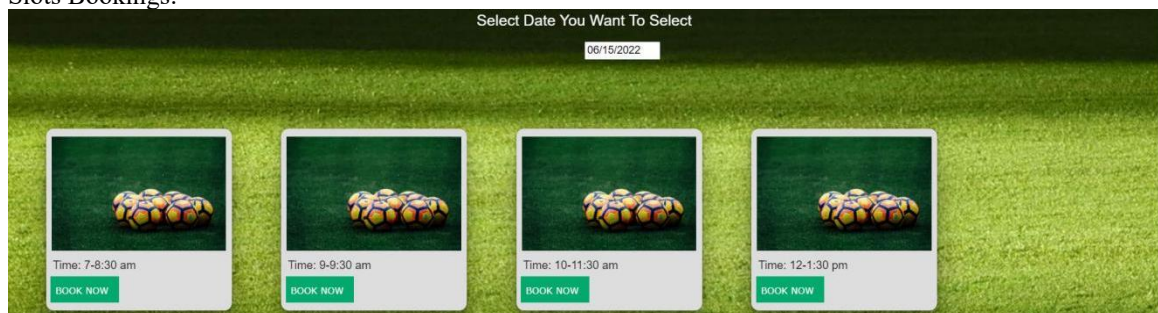 Slots Bookings:
Select Date You Want To Select
06/15/2022
Time: 7-8:30 am
BOOK NOW
Time: 9-9:30 am
BOOK NOW
Time: 10-11:30 am
BOOK NOW
Time: 12-1:30 pm
BOOK NOW